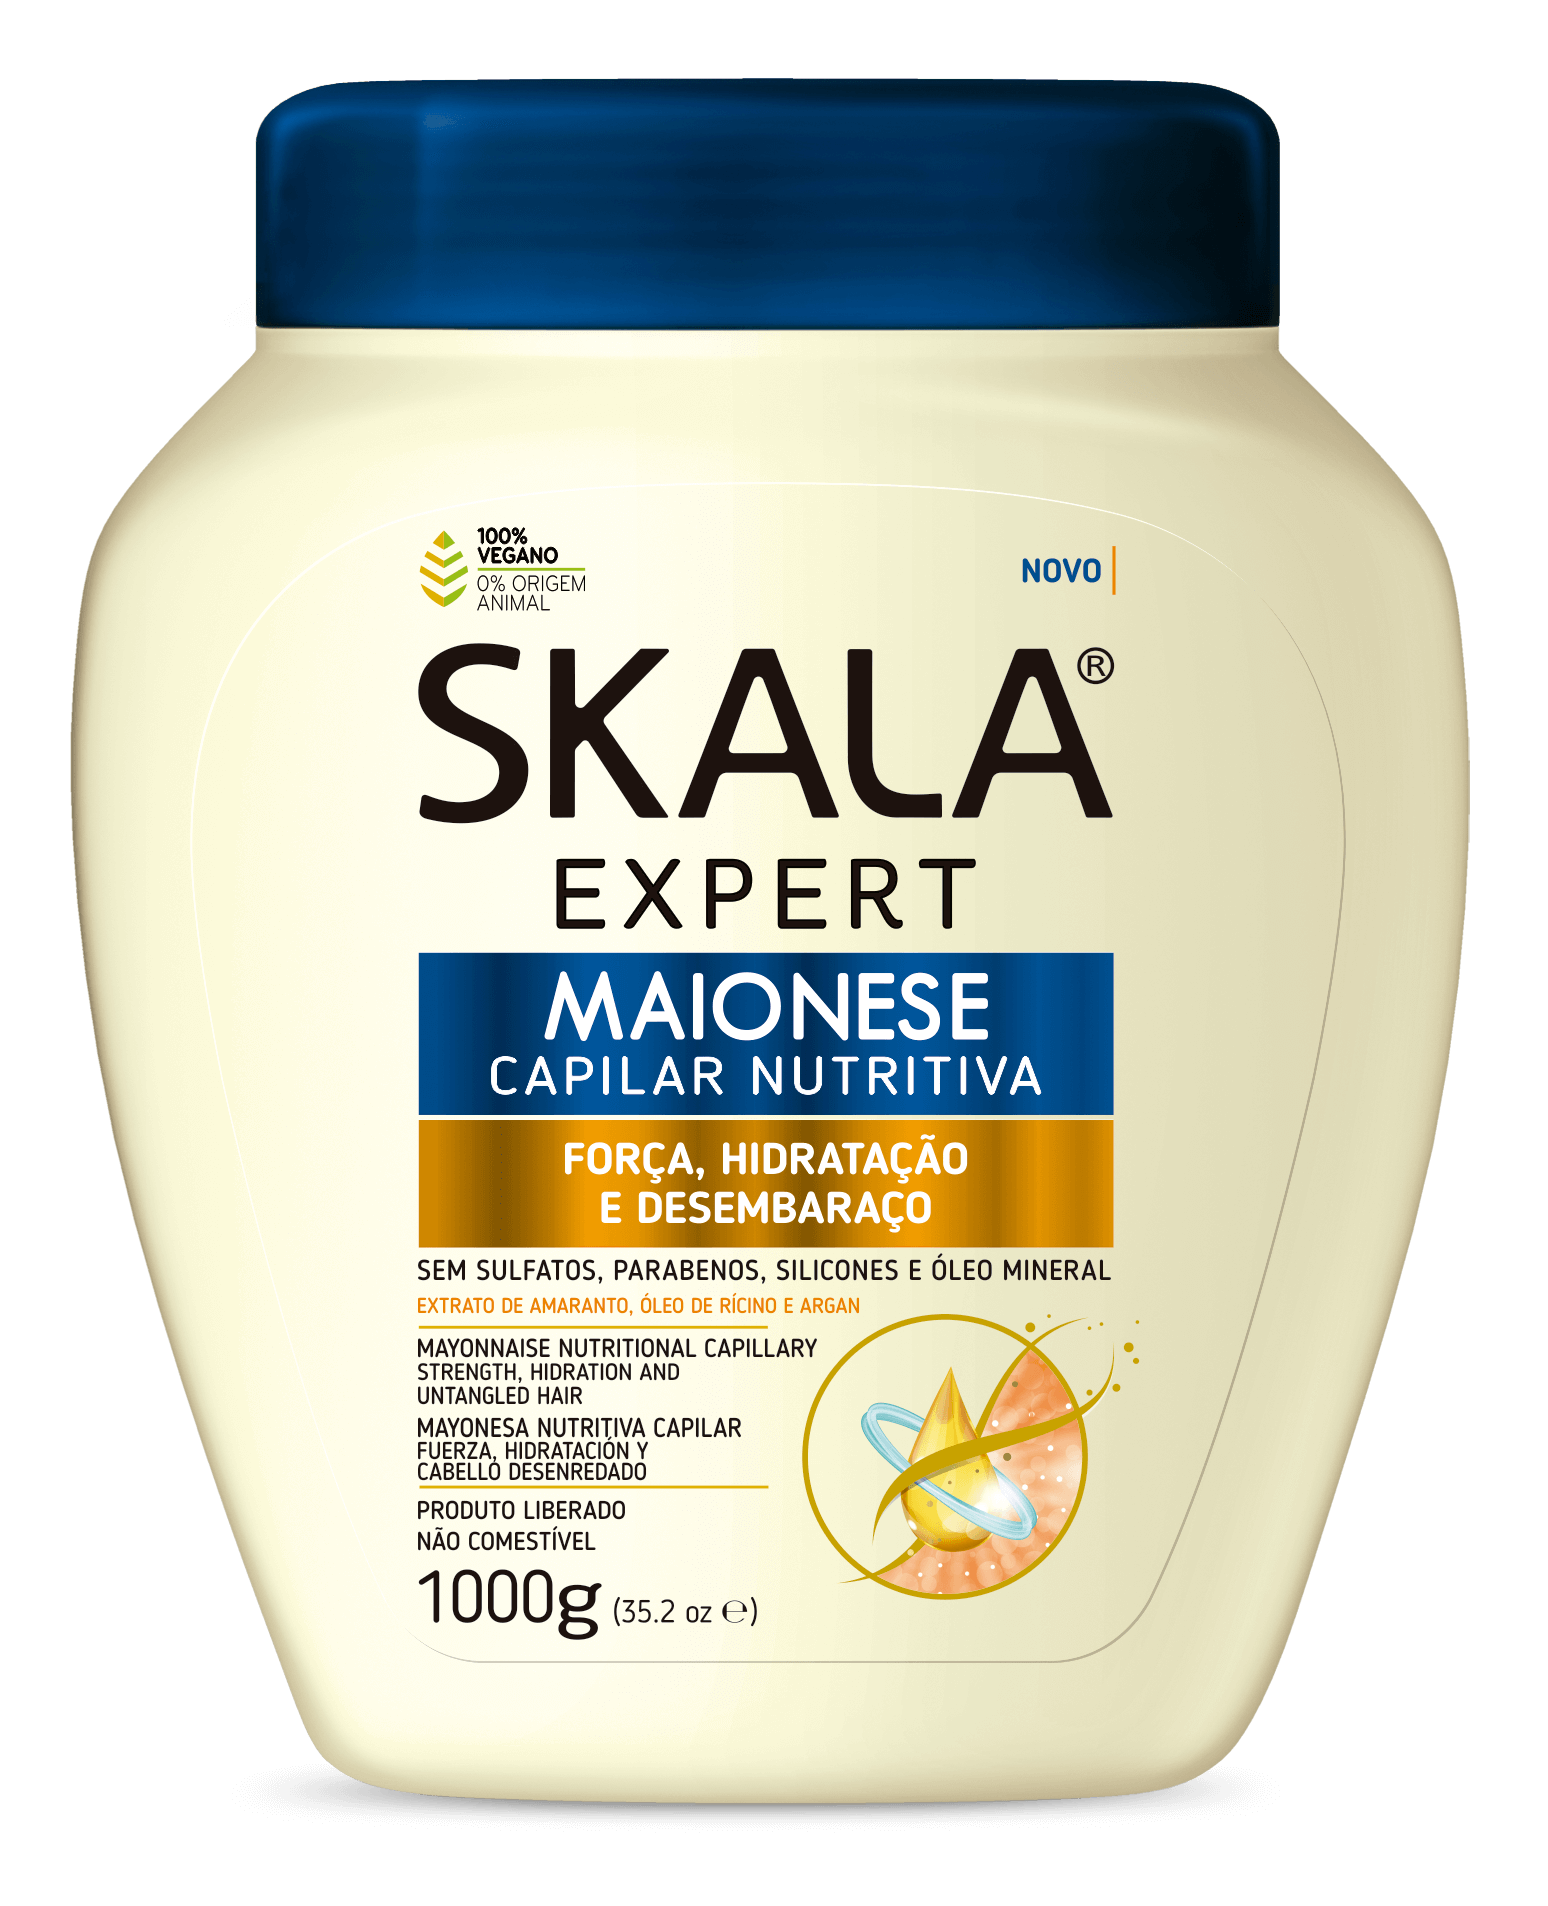 100%
VEGANO
0% ORIGEM
ANIMAL
NOVO
SKALA®
EXPERT
MAIONESE
CAPILAR NUTRITIVA
FORÇA, HIDRATAÇÃO
E DESEMBARAÇO
SEM SULFATOS, PARABENOS, SILICONES E ÓLEO MINERAL
EXTRATO DE AMARANTO, ÓLEO DE RÍCINO E ARGAN
MAYONNAISE NUTRITIONAL CAPILLARY
STRENGTH, HIDRATION AND
UNTANGLED HAIR
MAYONESA NUTRITIVA CAPILAR
FUERZA, HIDRATACIÓN Y
CABELLO DESENREDADO
PRODUTO LIBERADO
NÃO COMESTÍVEL
1000g (35.2 oz ℮)